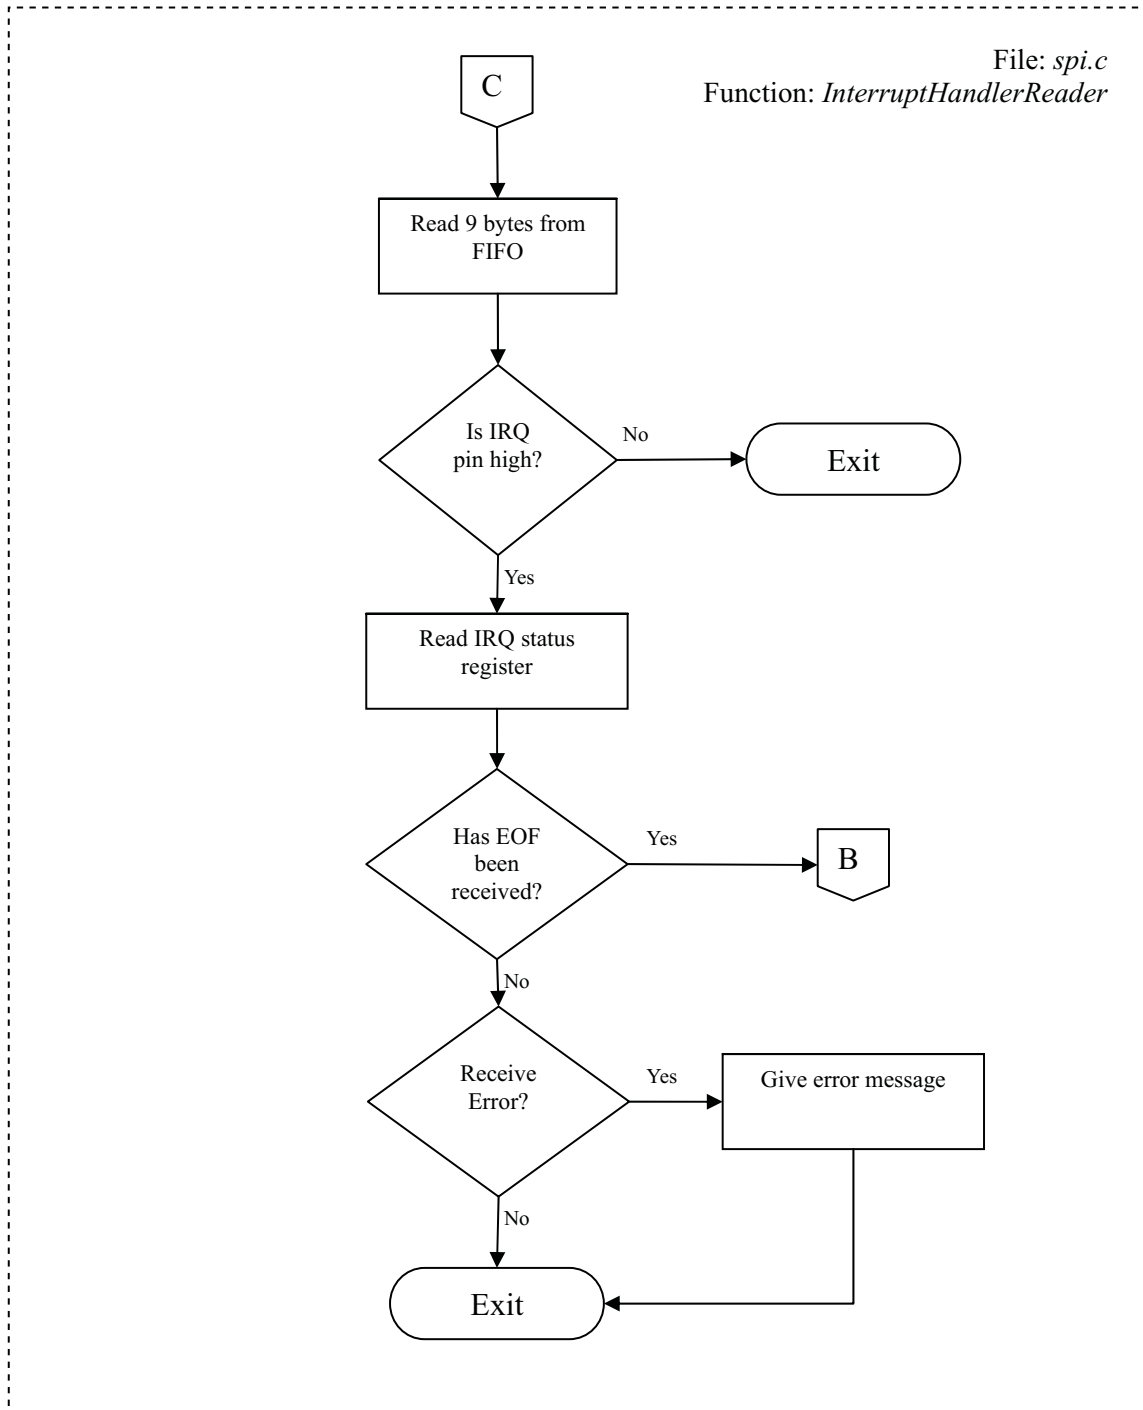 File: spi.c
Function: InterruptHandlerReader
C
Read 9 bytes from
FIFO
Is IRQ
pin high?
No
Exit
Yes
Read IRQ status
register
Has EOF
been
received?
Yes
B
No
Receive
Error?
Yes
Give error message
No
Exit